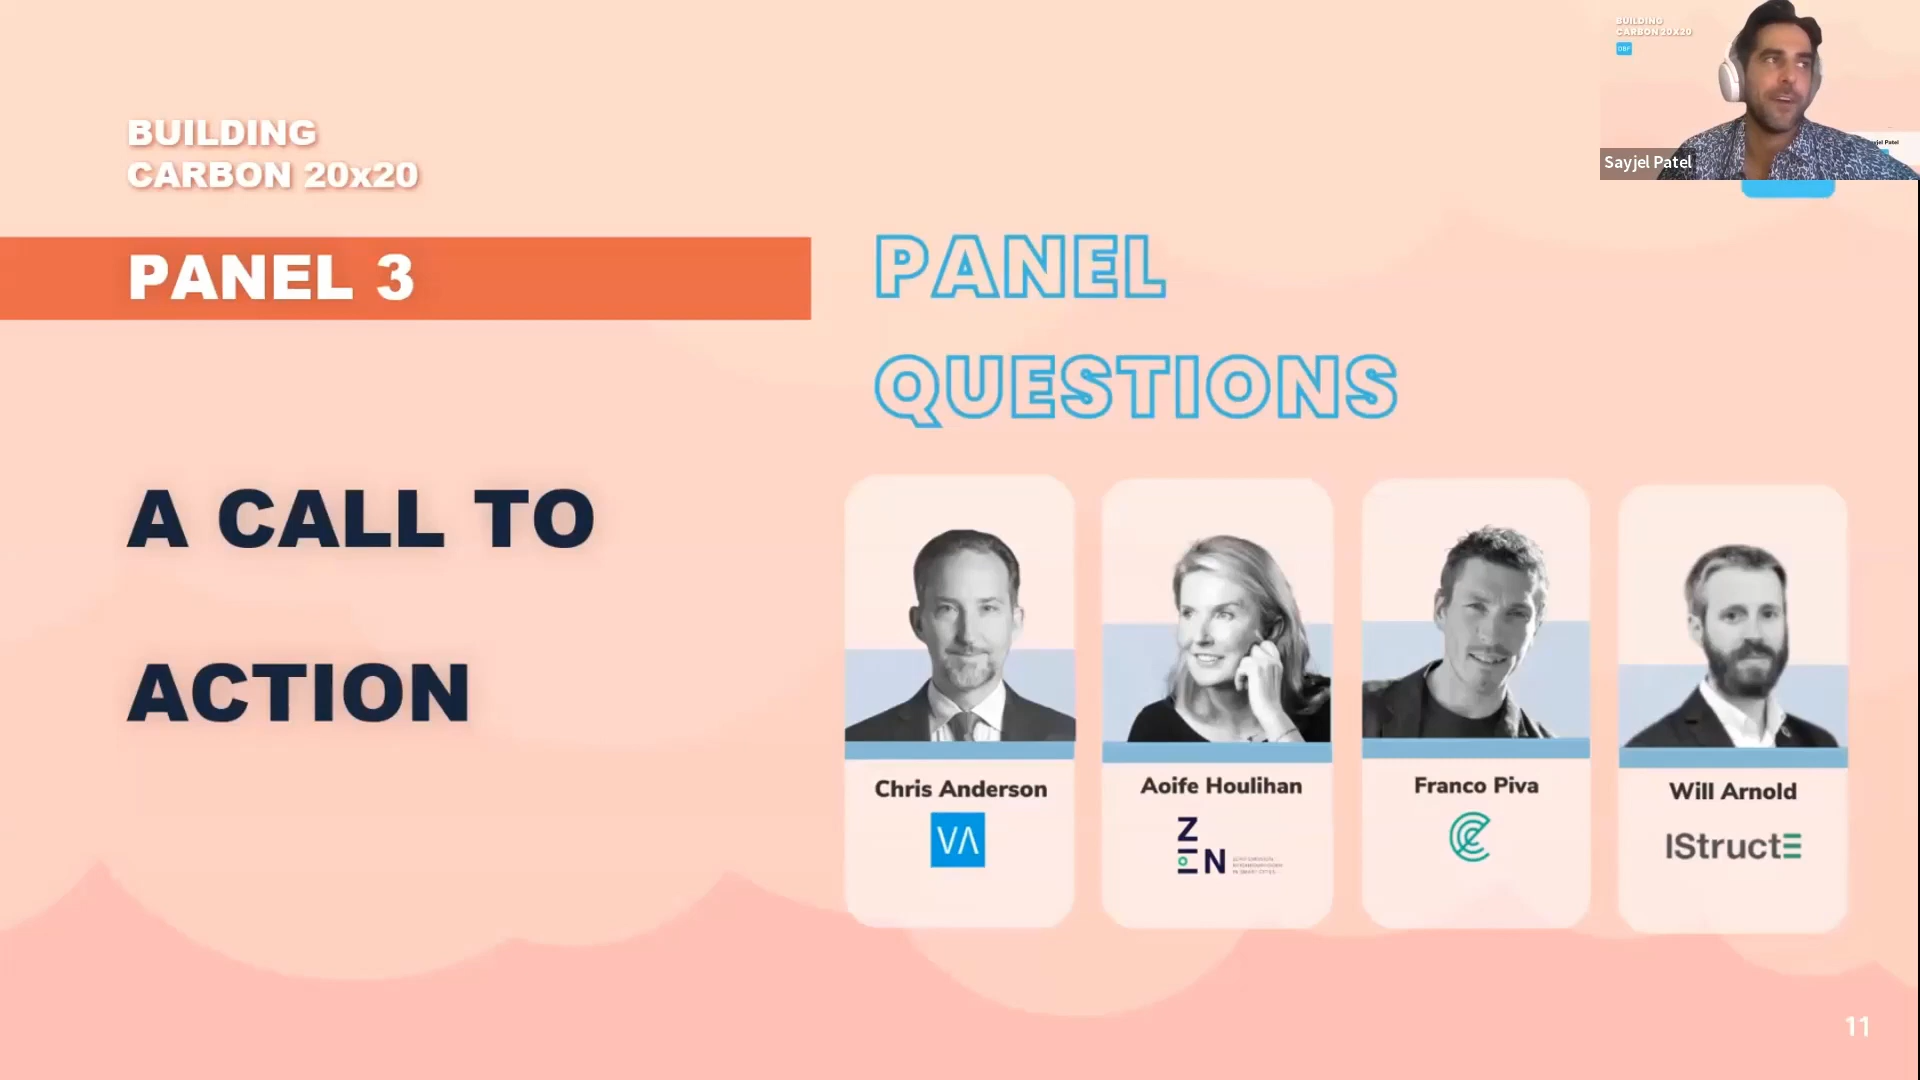 BUILDING
CARBON 20x20
PANEL 3
A CALL TO
ACTION
PANEL
QUESTIONS
Chris Anderson
VA
Aoife Houlihan
ZEN
Franco Piva
Will Arnold
IStructE
11
BUILDING
CARBON 20X20
Sayjel Patel